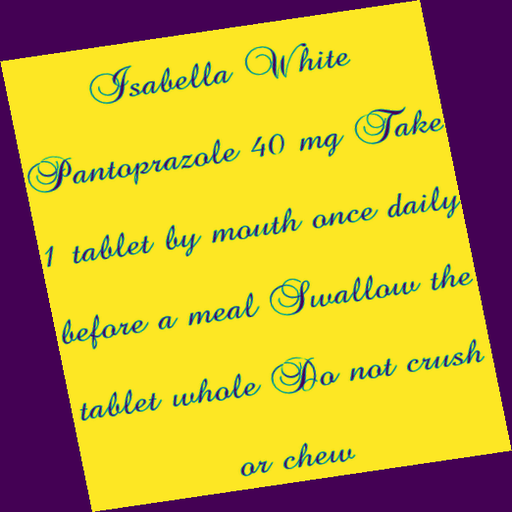 Isabella White
Pantoprazole 40 mg Take
1 tablet by mouth once daily
before a meal Swallow the
tablet whole Do not crush
or chew